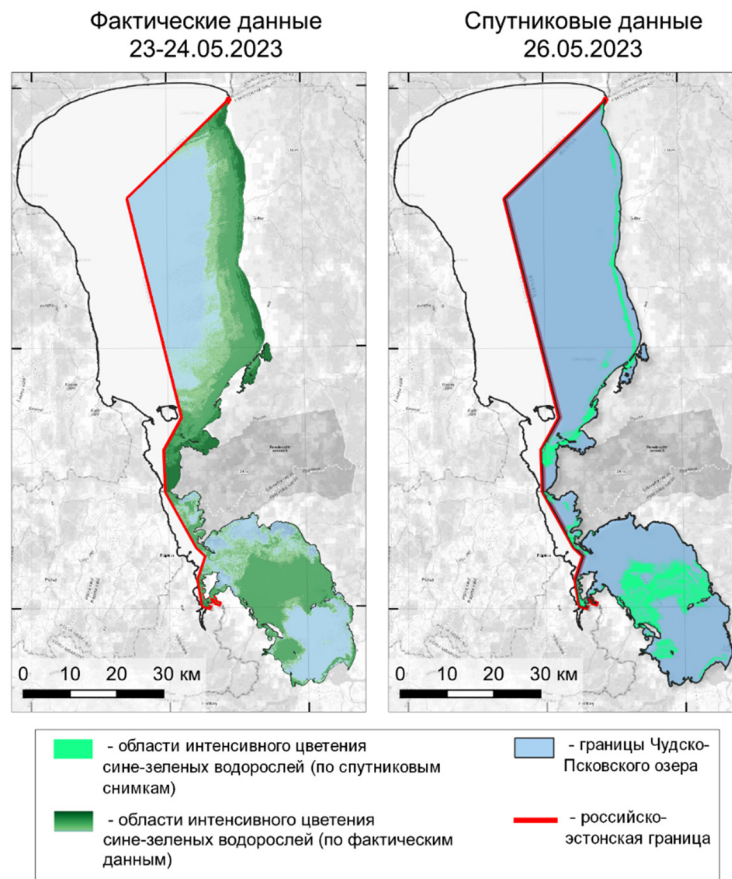 Фактические данные
23-24.05.2023
Спутниковые данные
26.05.2023
0 10 20 30 км
0 10 20 30 км
- области интенсивного цветения
сине-зеленых водорослей (по спутниковым
снимкам)
- области интенсивного цветения
сине-зеленых водорослей (по фактическим
данным)
- границы Чудско-
Псковского озера
- российско-
эстонская граница